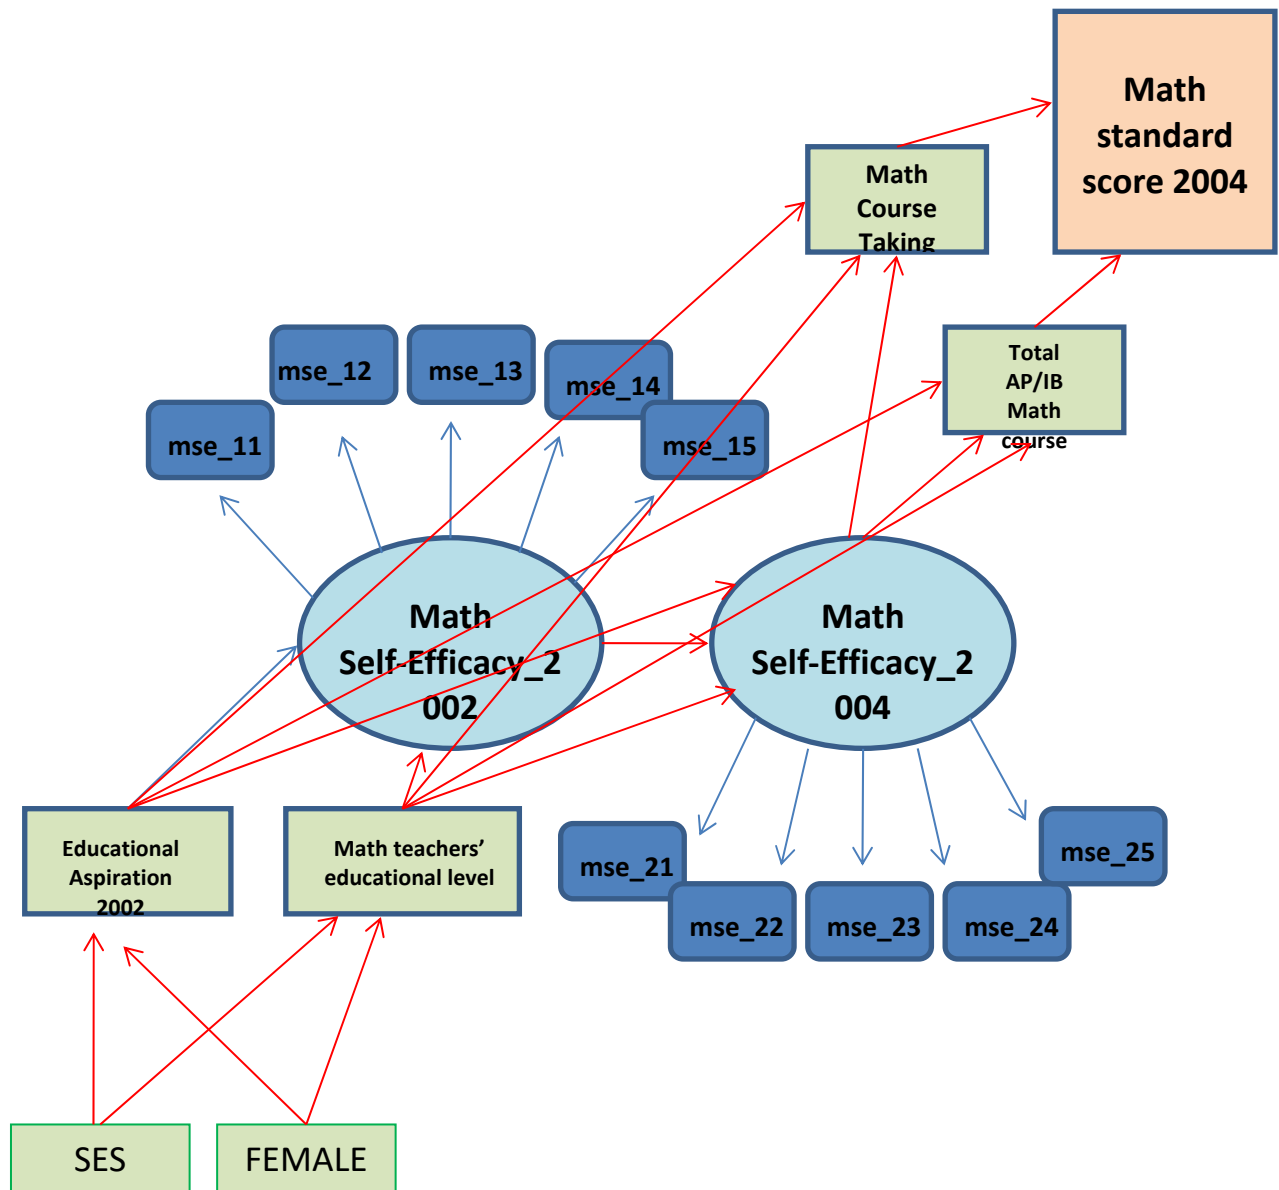 Math
standard
score 2004
Math
Course
Taking
Total
AP/IB
Math
course
mse_12
mse_13
mse_14
mse_11
mse_15
Math
Self-Efficacy_2
002
Math
Self-Efficacy_2
004
Educational
Aspiration
2002
Math teachers’
educational level
mse_21
mse_25
mse_22
mse_23
mse_24
SES
FEMALE